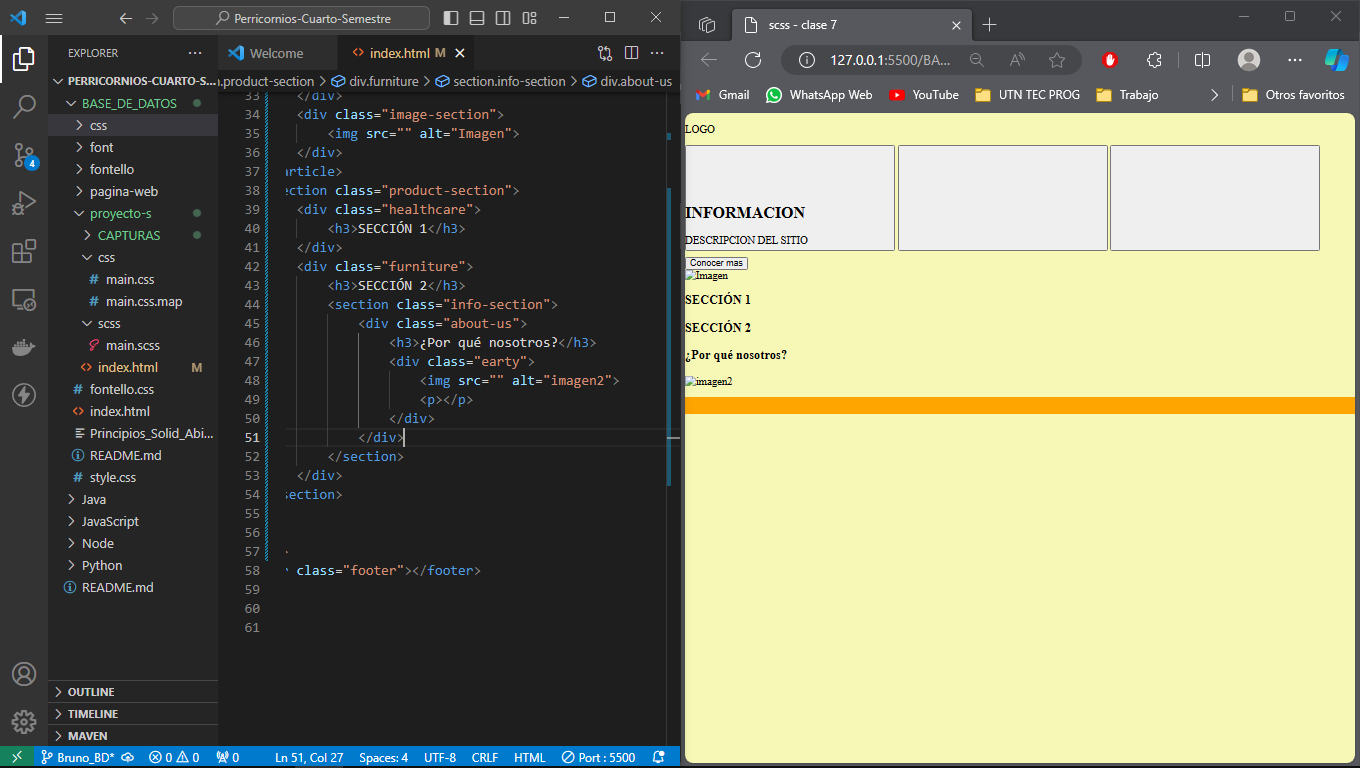 Perricornios-Cuarto-Semestre
EXPLORER
PERRICORNIOS-CUARTO-S...
BASE_DE_DATOS
css
font
fontello
pagina-web
proyecto-s
CAPTURAS
css
main.css
main.css.map
scss
main.scss
index.html M
fontello.css
index.html
Principios_Solid_Abi...
README.md
style.css
Java
JavaScript
Node
Python
README.md
OUTLINE
TIMELINE
MAVEN
4
Welcome
index.html M
.product-section > div.furniture > section.info-section > div.about-us
33 </div>
34 <div class="image-section">
35 <img src="" alt="Imagen">
36 </div>
37 article>
38 ction class="product-section">
39 <div class="healthcare">
40 <h3>SECCIÓN 1</h3>
41 </div>
42 <div class="furniture">
43 <h3>SECCIÓN 2</h3>
44 <section class="info-section">
45 <div class="about-us">
46 <h3>¿Por qué nosotros?</h3>
47 <div class="earty">
48 <img src="" alt="imagen2">
49 <p></p>
50 </div>
51 </div>
52 </section>
53 </div>
54 section>
55
56
57 >
58 class="footer"></footer>
59
60
61
Bruno_BD* 0 0 0 Ln 51, Col 27 Spaces: 4 UTF-8 CRLF HTML Port : 5500
scss - clase 7
127.0.0.1:5500/BA...
Gmail WhatsApp Web YouTube UTN TEC PROG Trabajo Otros favoritos
LOGO
INFORMACION
DESCRIPCION DEL SITIO
Conocer mas
Imagen
SECCIÓN 1
SECCIÓN 2
¿Por qué nosotros?
imagen2